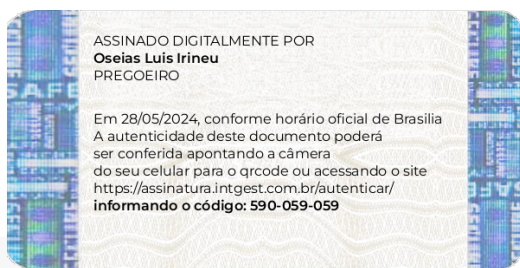 ASSINADO DIGITALMENTE POR
Oseias Luis Irineu
PREGOEIRO
Em 28/05/2024, conforme horário oficial de Brasilia
A autenticidade deste documento poderá
ser conferida apontando a câmera
do seu celular para o qrcode ou acessando o site
https://assinatura.intgest.com.br/autenticar/
informando o código: 590-059-059